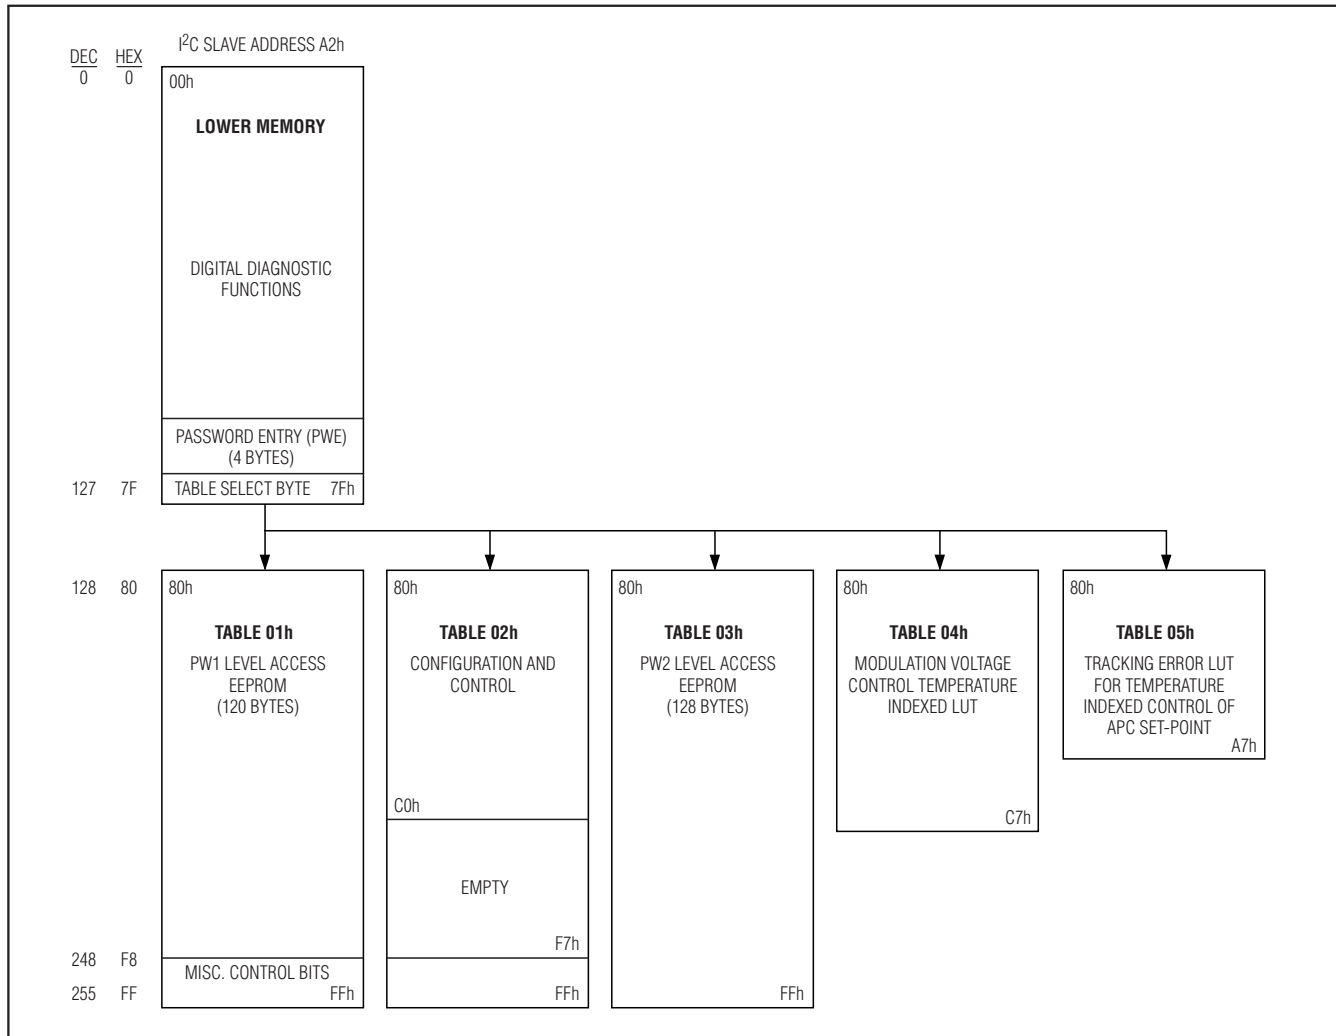 I²C SLAVE ADDRESS A2h
DEC HEX
0 0
00h
LOWER MEMORY
DIGITAL DIAGNOSTIC
FUNCTIONS
PASSWORD ENTRY (PWE)
(4 BYTES)
127 7F
TABLE SELECT BYTE 7Fh
128 80
80h
TABLE 01h
PW1 LEVEL ACCESS
EEPROM
(120 BYTES)
248 F8
MISC. CONTROL BITS
255 FF
FFh
80h
TABLE 02h
CONFIGURATION AND
CONTROL
C0h
EMPTY
F7h
FFh
80h
TABLE 03h
PW2 LEVEL ACCESS
EEPROM
(128 BYTES)
FFh
80h
TABLE 04h
MODULATION VOLTAGE
CONTROL TEMPERATURE
INDEXED LUT
C7h
80h
TABLE 05h
TRACKING ERROR LUT
FOR TEMPERATURE
INDEXED CONTROL OF
APC SET-POINT
A7h